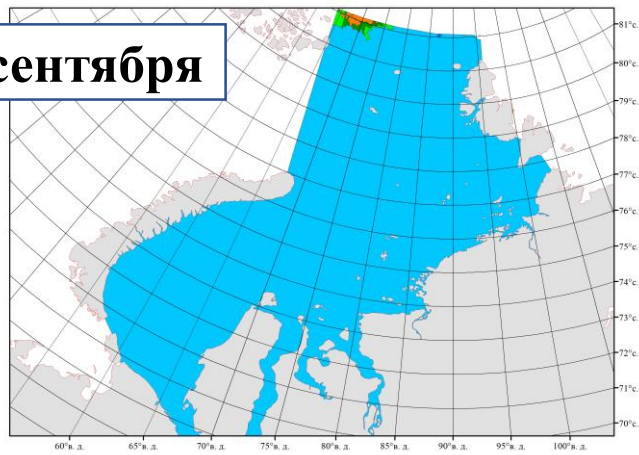 сентября
81°с.
80°с.
79°с.
78°с.
77°с.
76°с.
75°с.
74°с.
73°с.
72°с.
71°с.
70°с.
60°в. д.
65°в. д.
70°в. д.
75°в. д.
80°в. д.
85°в. д.
90°в. д.
95°в. д.
100°в. д.